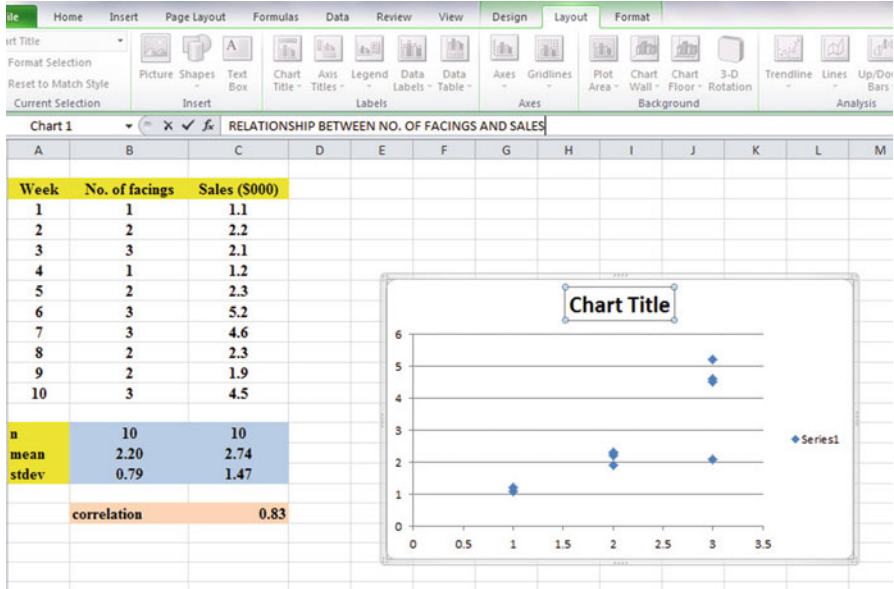 ile Home Insert Page Layout Formulas Data Review View Design Layout Format
art Title
Format Selection
Reset to Match Style
Current Selection
Picture Shapes Text Box
Insert
Chart Title Axis Titles Legend Data Labels Data Table
Labels
Axes Gridlines
Axes
Plot Area Chart Wall Chart Floor 3-D Rotation
Background
Trendline Lines Up/Dow Bars
Analysis
Chart 1 fx RELATIONSHIP BETWEEN NO. OF FACINGS AND SALES
A B C D E F G H I J K L M
Week No. of facings Sales ($000)
1 1 1.1
2 2 2.2
3 3 2.1
4 1 1.2
5 2 2.3
6 3 5.2
7 3 4.6
8 2 2.3
9 2 1.9
10 3 4.5
n 10 10
mean 2.20 2.74
stdev 0.79 1.47
correlation 0.83
Chart Title
6
5
4
3
2
1
0
0 0.5 1 1.5 2 2.5 3 3.5
Series1